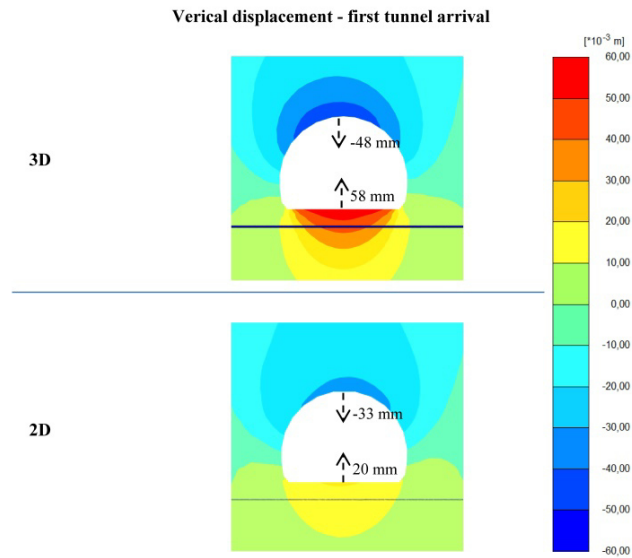 Verical displacement - first tunnel arrival
[*10⁻³ m]
60,00
50,00
40,00
30,00
20,00
10,00
0,00
-10,00
-20,00
-30,00
-40,00
-50,00
-60,00
3D
-48 mm
58 mm
2D
-33 mm
20 mm